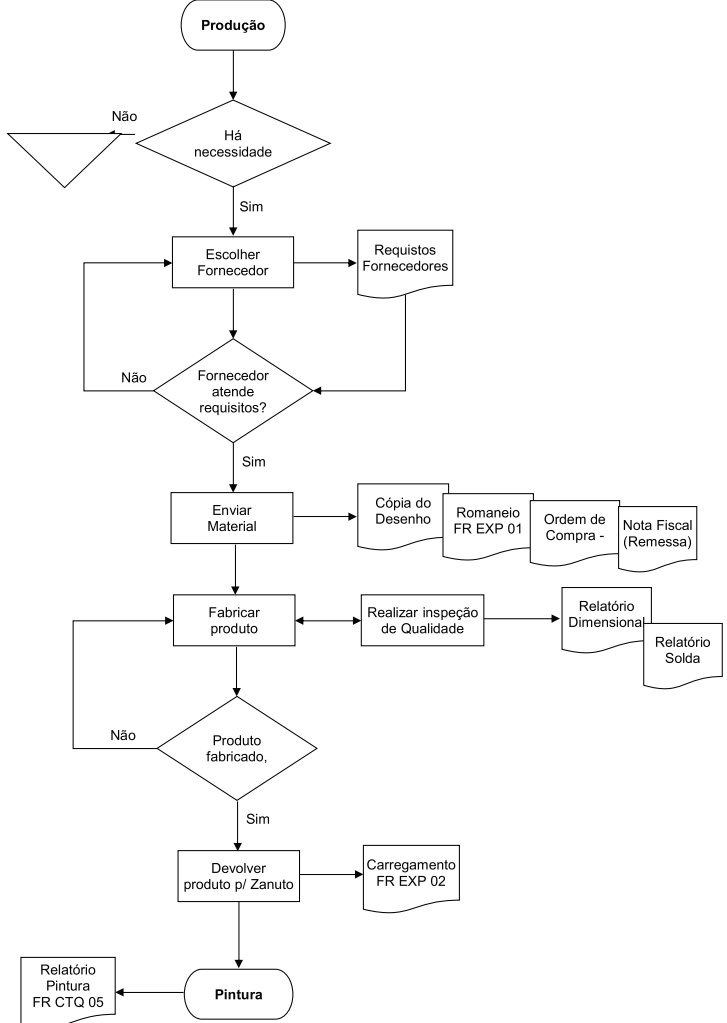 Produção
Não
Há
necessidade
Sim
Escolher
Fornecedor
Requistos
Fornecedores
Não
Fornecedor
atende
requisitos?
Sim
Enviar
Material
Cópia do
Desenho
Romaneio
FR EXP 01
Ordem de
Compra -
Nota Fiscal
(Remessa)
Fabricar
produto
Realizar inspeção
de Qualidade
Relatório
Dimensional
Relatório
Solda
Não
Produto
fabricado,
Sim
Devolver
produto p/ Zanuto
Carregamento
FR EXP 02
Relatório
Pintura
FR CTQ 05
Pintura